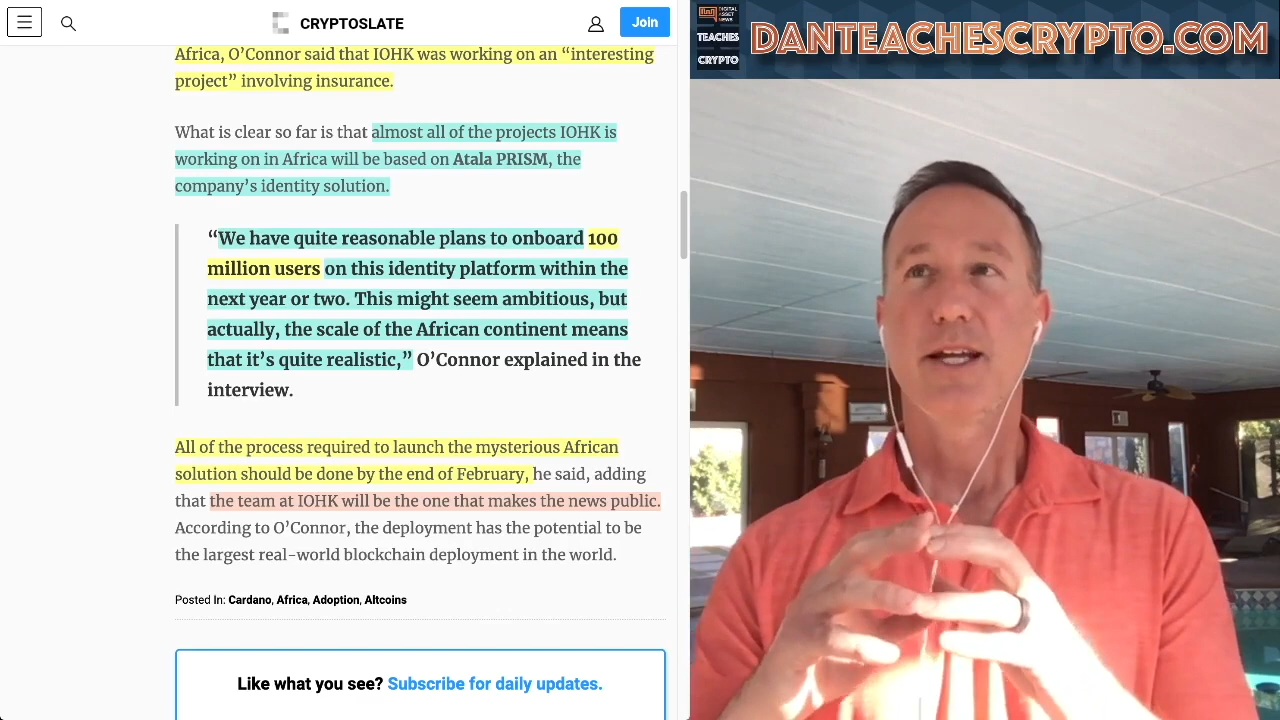 CRYPTOSLATE
Join
Africa, O’Connor said that IOHK was working on an “interesting
project” involving insurance.
What is clear so far is that almost all of the projects IOHK is
working on in Africa will be based on Atala PRISM, the
company’s identity solution.
“We have quite reasonable plans to onboard 100
million users on this identity platform within the
next year or two. This might seem ambitious, but
actually, the scale of the African continent means
that it’s quite realistic,” O’Connor explained in the
interview.
All of the process required to launch the mysterious African
solution should be done by the end of February, he said, adding
that the team at IOHK will be the one that makes the news public.
According to O’Connor, the deployment has the potential to be
the largest real-world blockchain deployment in the world.
Posted In: Cardano, Africa, Adoption, Altcoins
Like what you see? Subscribe for daily updates.
DIGITAL
ASSET
NEWS
TEACHES
CRYPTO
DANTEACHESCRYPTO.COM